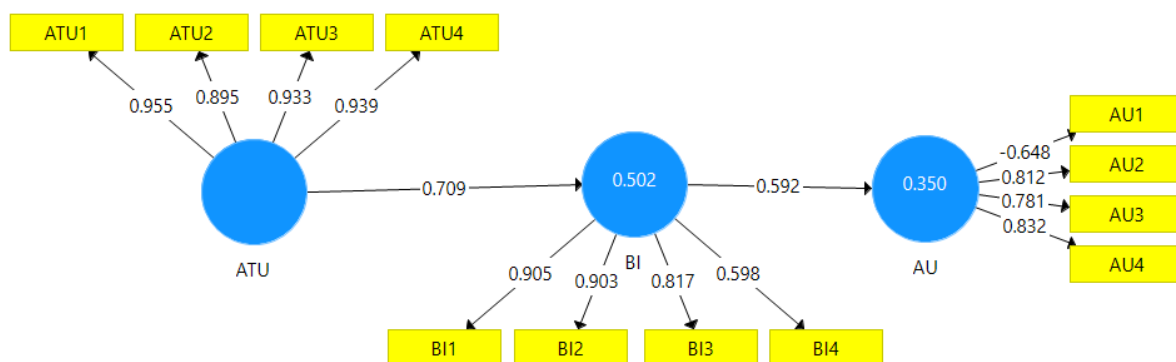 ATU1 ATU2 ATU3 ATU4
0.955 0.895 0.933 0.939
ATU
0.709
0.502
BI
0.592
0.350
AU
-0.648
0.812
0.781
0.832
AU1
AU2
AU3
AU4
0.905 0.903 0.817 0.598
BI1 BI2 BI3 BI4